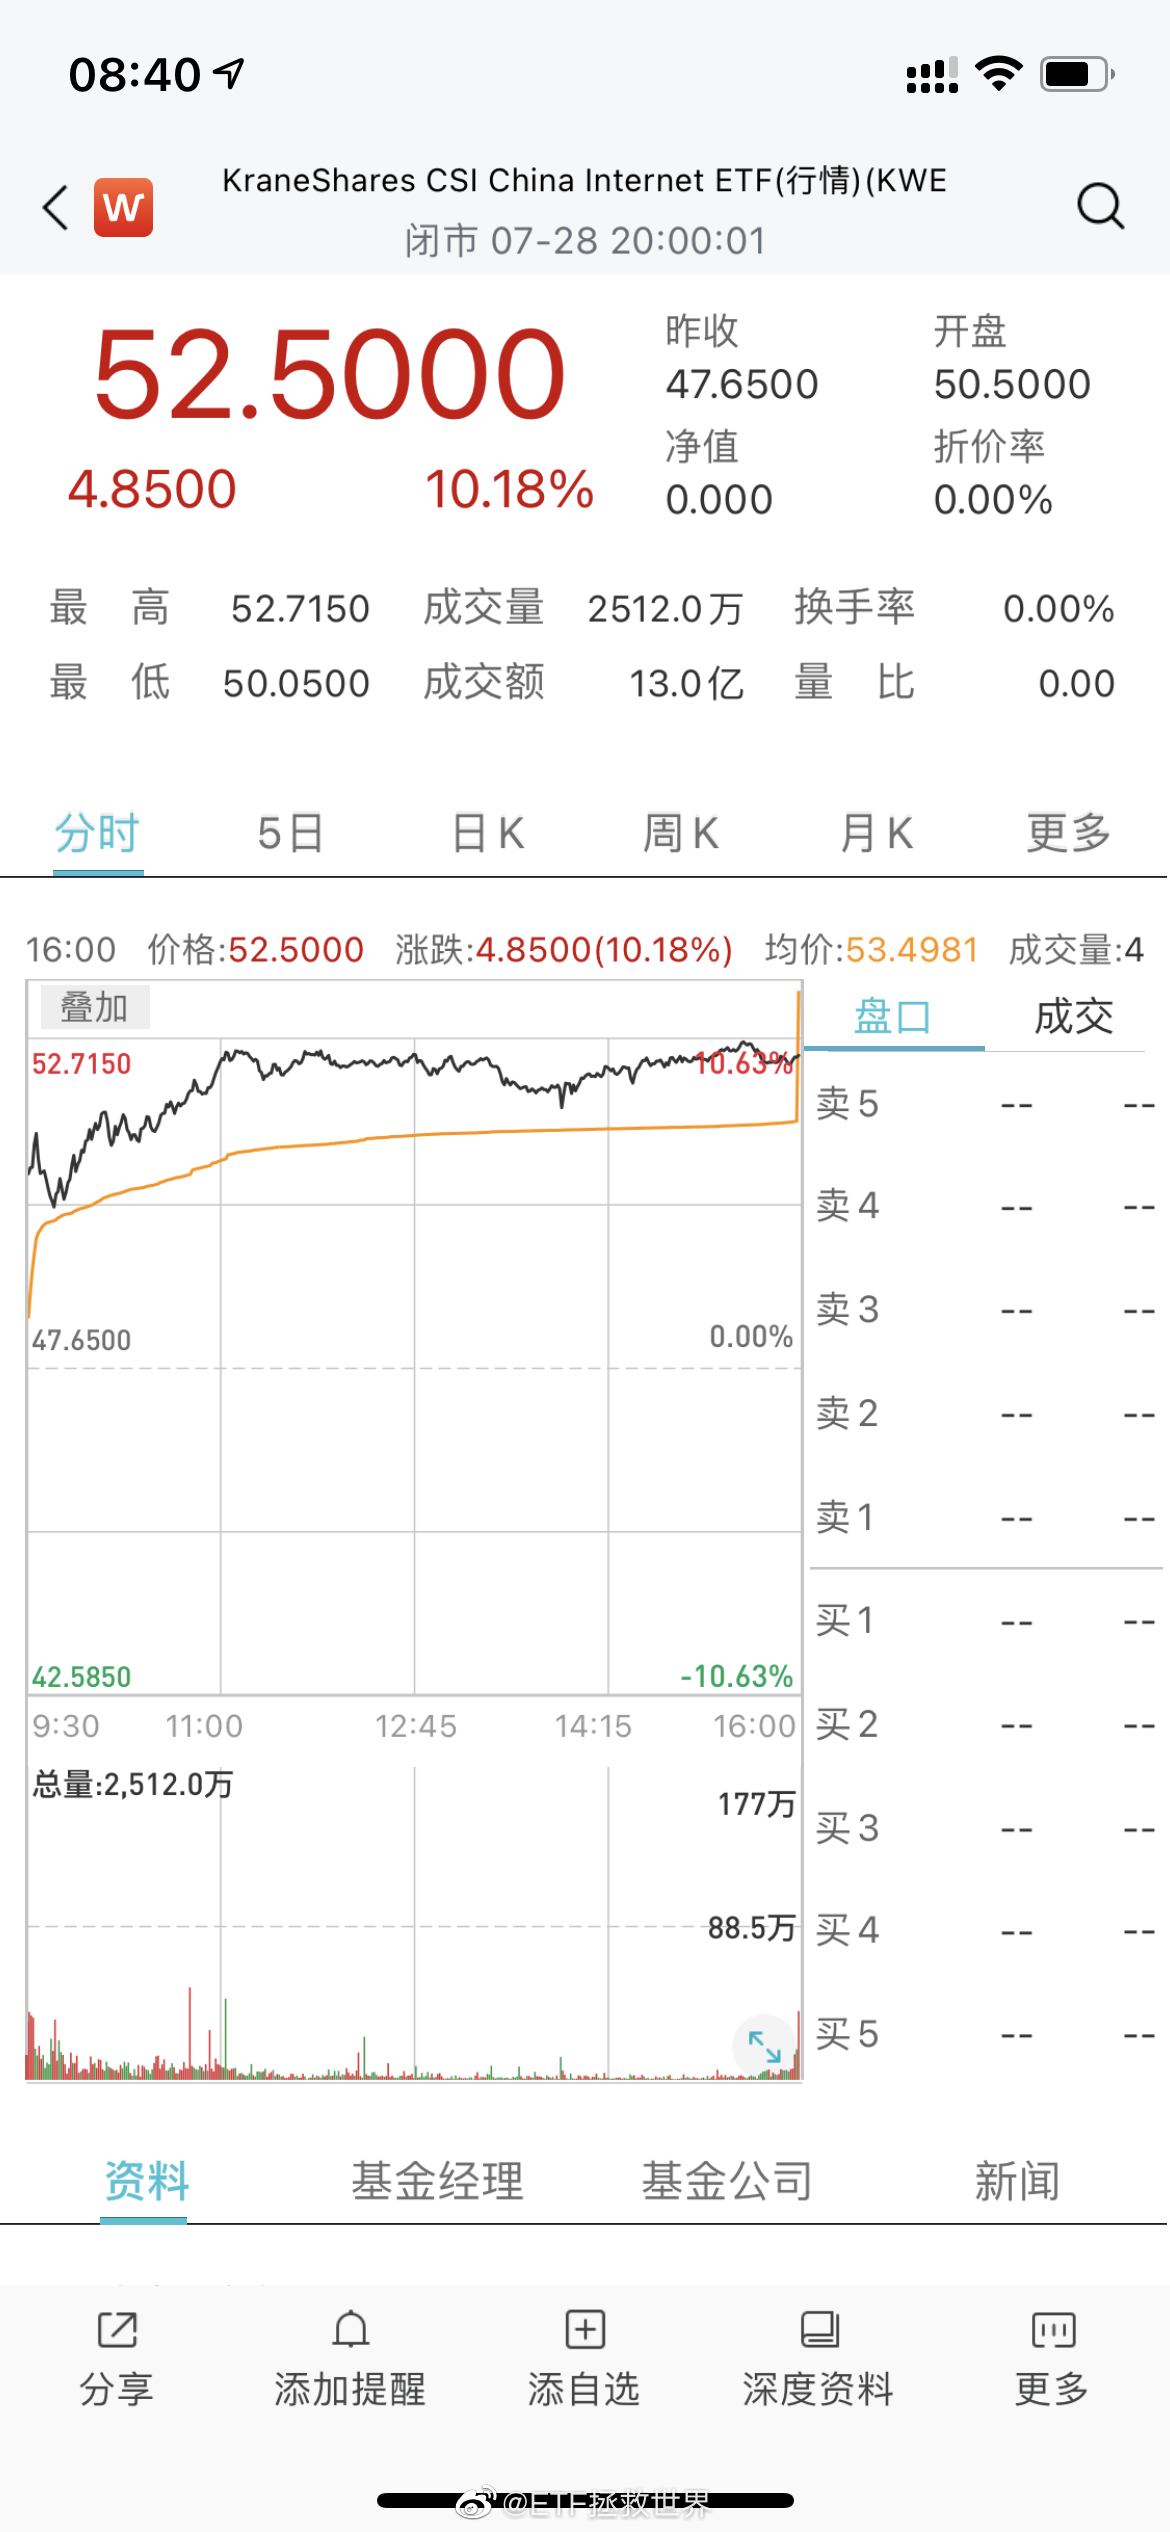 08:40
W
KraneShares CSI China Internet ETF(行情)(KWE
闭市 07-28 20:00:01
52.5000
4.8500 10.18%
昨收 开盘
47.6500 50.5000
净值 折价率
0.000 0.00%
最高 52.7150 成交量 2512.0万 换手率 0.00%
最低 50.0500 成交额 13.0亿 量比 0.00
分时 5日 日K 周K 月K 更多
16:00 价格:52.5000 涨跌:4.8500(10.18%) 均价:53.4981 成交量:4
叠加
盘口 成交
52.7150 10.63%
卖5 -- --
卖4 -- --
卖3 -- --
47.6500 0.00%
卖2 -- --
卖1 -- --
买1 -- --
42.5850 -10.63%
9:30 11:00 12:45 14:15 16:00
买2 -- --
总量:2,512.0万
177万
买3 -- --
88.5万
买4 -- --
买5 -- --
资料 基金经理 基金公司 新闻
分享 添加提醒 添自选 深度资料 更多
@ETF拯救世界